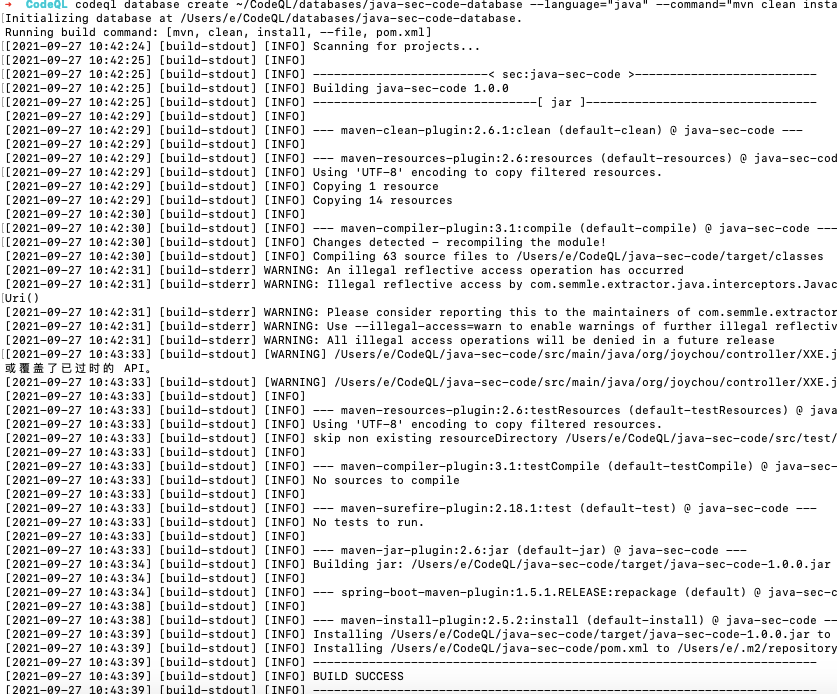 → CodeQL codeql database create ~/CodeQL/databases/java-sec-code-database --language="java" --command="mvn clean insta
Initializing database at /Users/e/CodeQL/databases/java-sec-code-database.
Running build command: [mvn, clean, install, --file, pom.xml]
[2021-09-27 10:42:24] [build-stdout] [INFO] Scanning for projects...
[2021-09-27 10:42:25] [build-stdout] [INFO]
[2021-09-27 10:42:25] [build-stdout] [INFO] -------------------------< sec:java-sec-code >--------------------------
[2021-09-27 10:42:25] [build-stdout] [INFO] Building java-sec-code 1.0.0
[2021-09-27 10:42:25] [build-stdout] [INFO] --------------------------------[ jar ]---------------------------------
[2021-09-27 10:42:29] [build-stdout] [INFO]
[2021-09-27 10:42:29] [build-stdout] [INFO] --- maven-clean-plugin:2.6.1:clean (default-clean) @ java-sec-code ---
[2021-09-27 10:42:29] [build-stdout] [INFO]
[2021-09-27 10:42:29] [build-stdout] [INFO] --- maven-resources-plugin:2.6:resources (default-resources) @ java-sec-cod
[2021-09-27 10:42:29] [build-stdout] [INFO] Using 'UTF-8' encoding to copy filtered resources.
[2021-09-27 10:42:29] [build-stdout] [INFO] Copying 1 resource
[2021-09-27 10:42:29] [build-stdout] [INFO] Copying 14 resources
[2021-09-27 10:42:30] [build-stdout] [INFO]
[2021-09-27 10:42:30] [build-stdout] [INFO] --- maven-compiler-plugin:3.1:compile (default-compile) @ java-sec-code ---
[2021-09-27 10:42:30] [build-stdout] [INFO] Changes detected - recompiling the module!
[2021-09-27 10:42:30] [build-stdout] [INFO] Compiling 63 source files to /Users/e/CodeQL/java-sec-code/target/classes
[2021-09-27 10:42:31] [build-stderr] WARNING: An illegal reflective access operation has occurred
[2021-09-27 10:42:31] [build-stderr] WARNING: Illegal reflective access by com.semmle.extractor.java.interceptors.Javac
Uri()
[2021-09-27 10:42:31] [build-stderr] WARNING: Please consider reporting this to the maintainers of com.semmle.extractor
[2021-09-27 10:42:31] [build-stderr] WARNING: Use --illegal-access=warn to enable warnings of further illegal reflectiv
[2021-09-27 10:42:31] [build-stderr] WARNING: All illegal access operations will be denied in a future release
[2021-09-27 10:43:33] [build-stdout] [WARNING] /Users/e/CodeQL/java-sec-code/src/main/java/org/joychou/controller/XXE.j
或覆盖了已过时的 API。
[2021-09-27 10:43:33] [build-stdout] [WARNING] /Users/e/CodeQL/java-sec-code/src/main/java/org/joychou/controller/XXE.j
[2021-09-27 10:43:33] [build-stdout] [INFO]
[2021-09-27 10:43:33] [build-stdout] [INFO] --- maven-resources-plugin:2.6:testResources (default-testResources) @ java
[2021-09-27 10:43:33] [build-stdout] [INFO] Using 'UTF-8' encoding to copy filtered resources.
[2021-09-27 10:43:33] [build-stdout] [INFO] skip non existing resourceDirectory /Users/e/CodeQL/java-sec-code/src/test/
[2021-09-27 10:43:33] [build-stdout] [INFO]
[2021-09-27 10:43:33] [build-stdout] [INFO] --- maven-compiler-plugin:3.1:testCompile (default-testCompile) @ java-sec-
[2021-09-27 10:43:33] [build-stdout] [INFO] No sources to compile
[2021-09-27 10:43:33] [build-stdout] [INFO]
[2021-09-27 10:43:33] [build-stdout] [INFO] --- maven-surefire-plugin:2.18.1:test (default-test) @ java-sec-code ---
[2021-09-27 10:43:33] [build-stdout] [INFO] No tests to run.
[2021-09-27 10:43:33] [build-stdout] [INFO]
[2021-09-27 10:43:33] [build-stdout] [INFO] --- maven-jar-plugin:2.6:jar (default-jar) @ java-sec-code ---
[2021-09-27 10:43:34] [build-stdout] [INFO] Building jar: /Users/e/CodeQL/java-sec-code/target/java-sec-code-1.0.0.jar
[2021-09-27 10:43:34] [build-stdout] [INFO]
[2021-09-27 10:43:34] [build-stdout] [INFO] --- spring-boot-maven-plugin:1.5.1.RELEASE:repackage (default) @ java-sec-c
[2021-09-27 10:43:38] [build-stdout] [INFO]
[2021-09-27 10:43:38] [build-stdout] [INFO] --- maven-install-plugin:2.5.2:install (default-install) @ java-sec-code --
[2021-09-27 10:43:39] [build-stdout] [INFO] Installing /Users/e/CodeQL/java-sec-code/target/java-sec-code-1.0.0.jar to
[2021-09-27 10:43:39] [build-stdout] [INFO] Installing /Users/e/CodeQL/java-sec-code/pom.xml to /Users/e/.m2/repository
[2021-09-27 10:43:39] [build-stdout] [INFO] ------------------------------------------------------------------------
[2021-09-27 10:43:39] [build-stdout] [INFO] BUILD SUCCESS
[2021-09-27 10:43:39] [build-stdout] [INFO] ------------------------------------------------------------------------